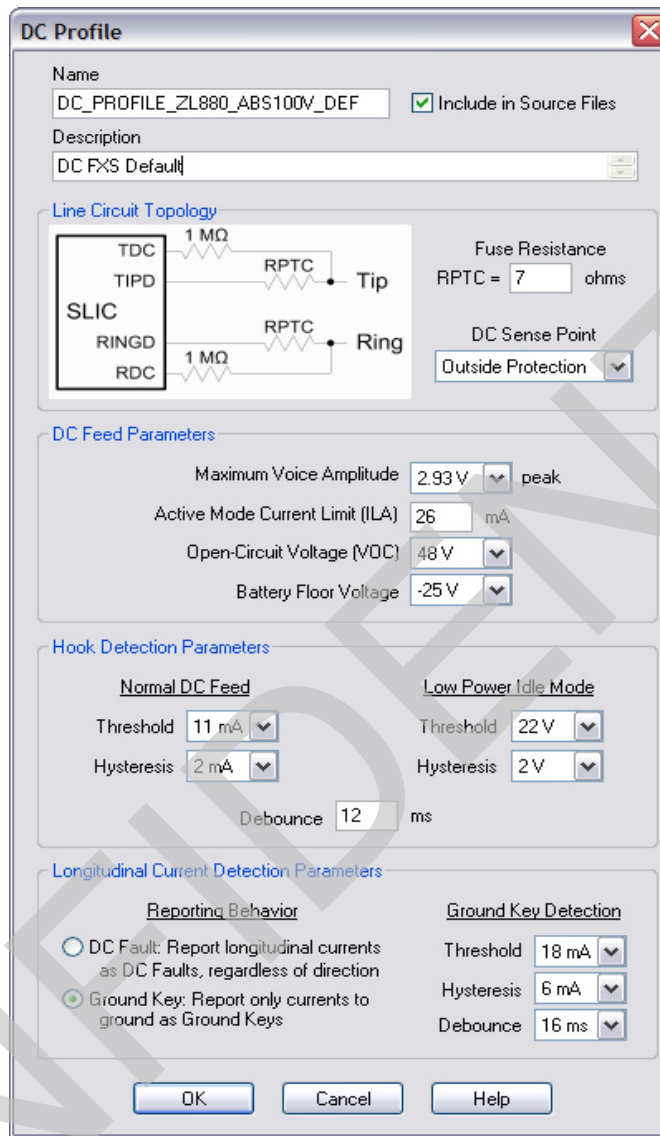 DC Profile
Name
DC_PROFILE_ZL880_ABS100V_DEF
Include in Source Files
Description
DC FXS Default
Line Circuit Topology
TDC
1 MΩ
TIPD
RPTC
Tip
SLIC
RINGD
RPTC
Ring
RDC
1 MΩ
Fuse Resistance
RPTC = 7 ohms
DC Sense Point
Outside Protection
DC Feed Parameters
Maximum Voice Amplitude 2.93 V peak
Active Mode Current Limit (ILA) 26 mA
Open-Circuit Voltage (VOC) 48 V
Battery Floor Voltage -25 V
Hook Detection Parameters
Normal DC Feed
Threshold 11 mA
Hysteresis 2 mA
Low Power Idle Mode
Threshold 22 V
Hysteresis 2 V
Debounce 12 ms
Longitudinal Current Detection Parameters
Reporting Behavior
DC Fault: Report longitudinal currents
as DC Faults, regardless of direction
Ground Key: Report only currents to
ground as Ground Keys
Ground Key Detection
Threshold 18 mA
Hysteresis 6 mA
Debounce 16 ms
OK Cancel Help
NFIDEN